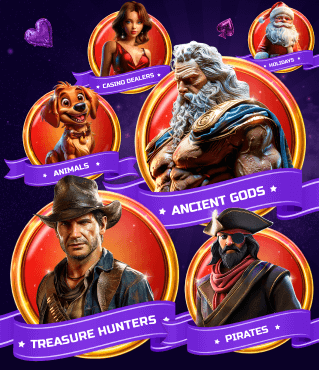 CASINO DEALERS
HOLIDAYS
ANIMALS
ANCIENT GODS
TREASURE HUNTERS
PIRATES